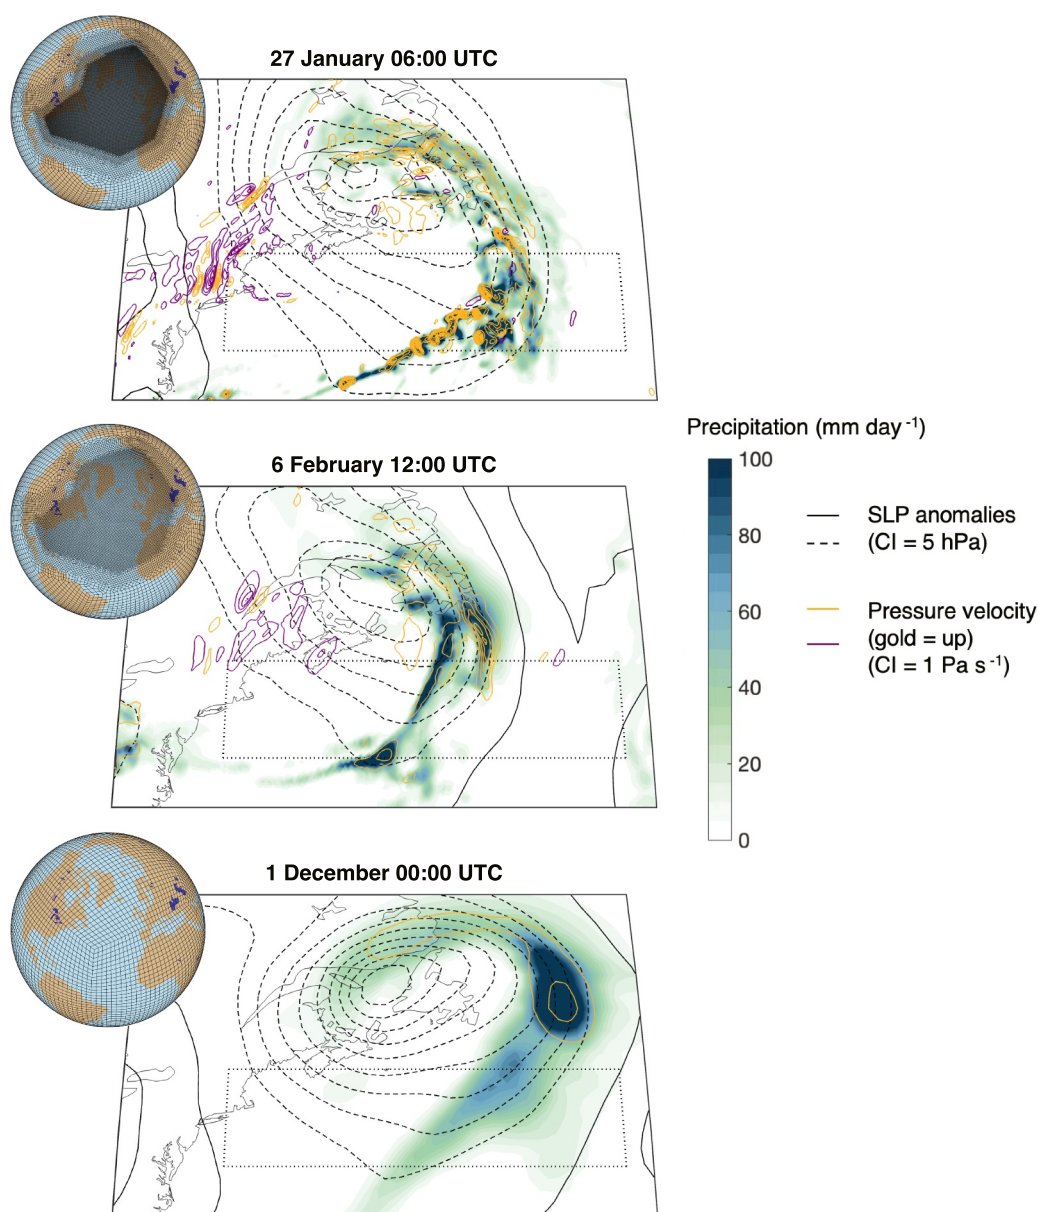 27 January 06:00 UTC
6 February 12:00 UTC
Precipitation (mm day⁻¹)
100
80
60
40
20
0
SLP anomalies
(CI = 5 hPa)
Pressure velocity
(gold = up)
(CI = 1 Pa s⁻¹)
1 December 00:00 UTC